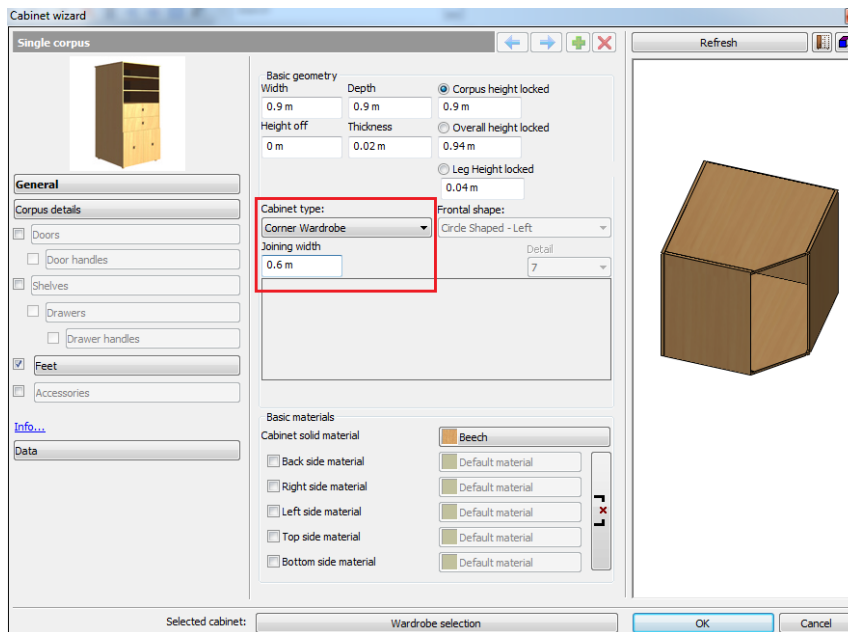 Cabinet wizard
Single corpus
Refresh
General
Corpus details
Doors
Door handles
Shelves
Drawers
Drawer handles
Feet
Accessories
Info...
Data
Basic geometry
Width Depth Corpus height locked
0.9 m 0.9 m 0.9 m
Height off Thickness Overall height locked
0 m 0.02 m 0.94 m
Leg Height locked
0.04 m
Cabinet type: Frontal shape:
Corner Wardrobe Circle Shaped - Left
Joining width Detail
0.6 m 7
Basic materials
Cabinet solid material Beech
Back side material Default material
Right side material Default material
Left side material Default material
Top side material Default material
Bottom side material Default material
Selected cabinet: Wardrobe selection OK Cancel